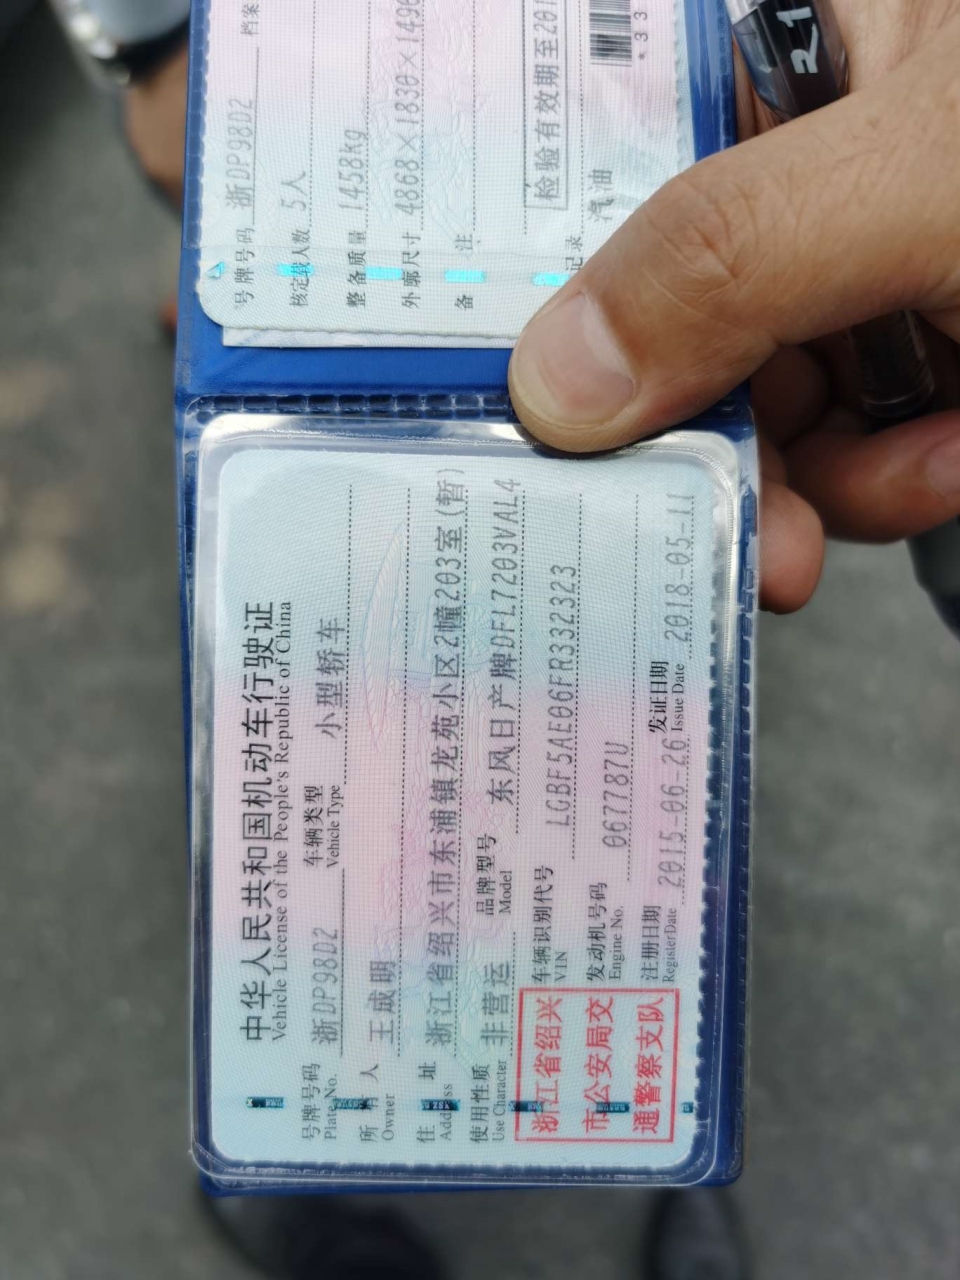 中华人民共和国机动车行驶证
Vehicle License of the People's Republic of China
号牌号码 浙DP98D2 车辆类型 小型轿车
Plate No. Vehicle Type
所有人 王成明
Owner
住址 浙江省绍兴市东浦镇龙苑小区2幢203室(暂)
Address
使用性质 非营运 品牌型号 东风日产牌DFL7203VAL4
Use Character Model
浙江省绍兴
市公安局交
通警察支队
车辆识别代号 LGBF5AE06FR332323
VIN
发动机号码 067787U
Engine No.
注册日期 2015-06-26 发证日期 2018-05-11
Register Date Issue Date
号牌号码 浙DP98D2 档案
核定载人数 5人
整备质量 1458kg
外廓尺寸 4868×1830×1490
备注
检验有效期至201
记录 汽油
*33
21